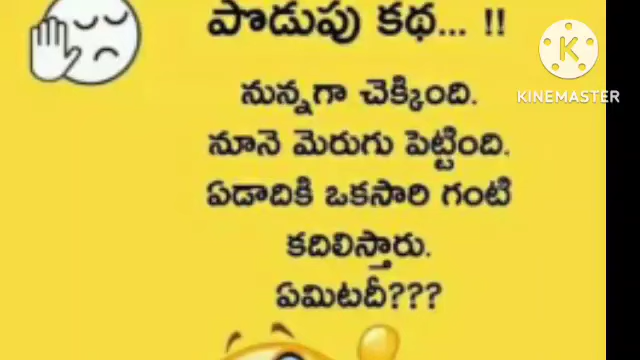 పొడుపు కథ... !!
KINEMASTER
నున్నగా చెక్కింది.
నూనె మెరుగు పెట్టింది.
ఏడాదికి ఒకసారి గంటి
కదిలిస్తారు.
ఏమిటదీ???